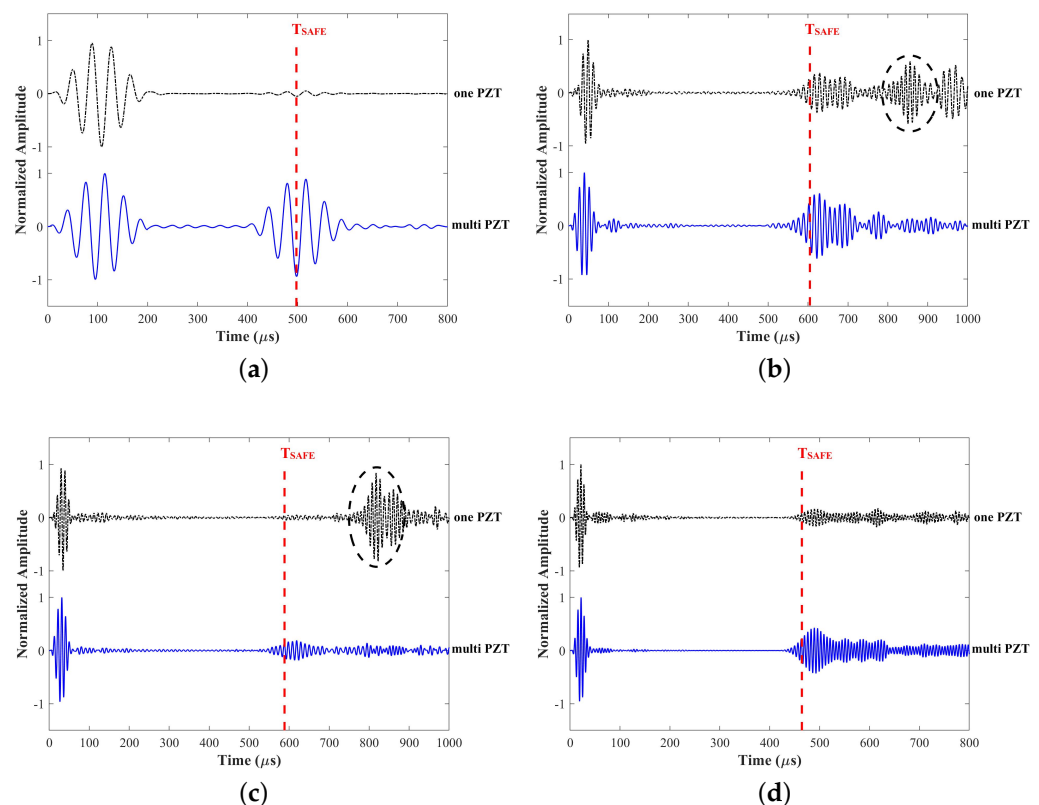 T_SAFE
Normalized Amplitude
1
0
-1
1
0
-1
one PZT
multi PZT
0 100 200 300 400 500 600 700 800
Time (μs)
(a)
T_SAFE
Normalized Amplitude
1
0
-1
1
0
-1
one PZT
multi PZT
0 100 200 300 400 500 600 700 800 900 1000
Time (μs)
(b)
T_SAFE
Normalized Amplitude
1
0
-1
1
0
-1
one PZT
multi PZT
0 100 200 300 400 500 600 700 800 900 1000
Time (μs)
(c)
T_SAFE
Normalized Amplitude
1
0
-1
1
0
-1
one PZT
multi PZT
0 100 200 300 400 500 600 700 800
Time (μs)
(d)